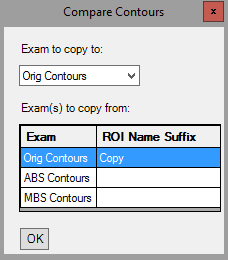 Compare Contours x
Exam to copy to:
Orig Contours
Exam(s) to copy from:
Exam ROI Name Suffix
Orig Contours Copy
ABS Contours
MBS Contours
OK